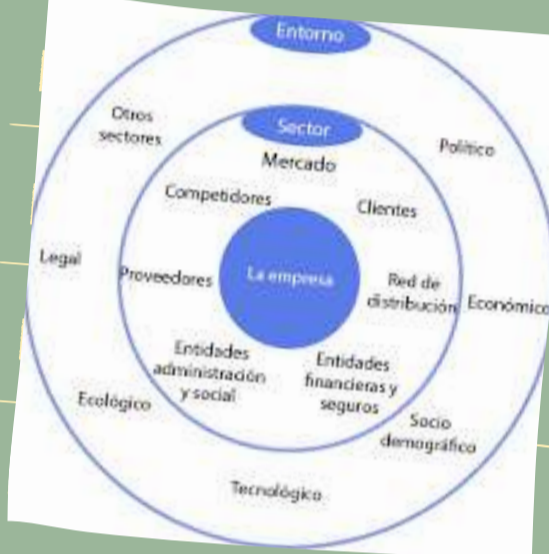 Entorno
Otros
sectores
Político
Sector
Mercado
Competidores
Clientes
Legal
Proveedores
La empresa
Red de
distribución
Económico
Entidades
administración
y social
Entidades
financieras y
seguros
Ecológico
Socio
demográfico
Tecnológico